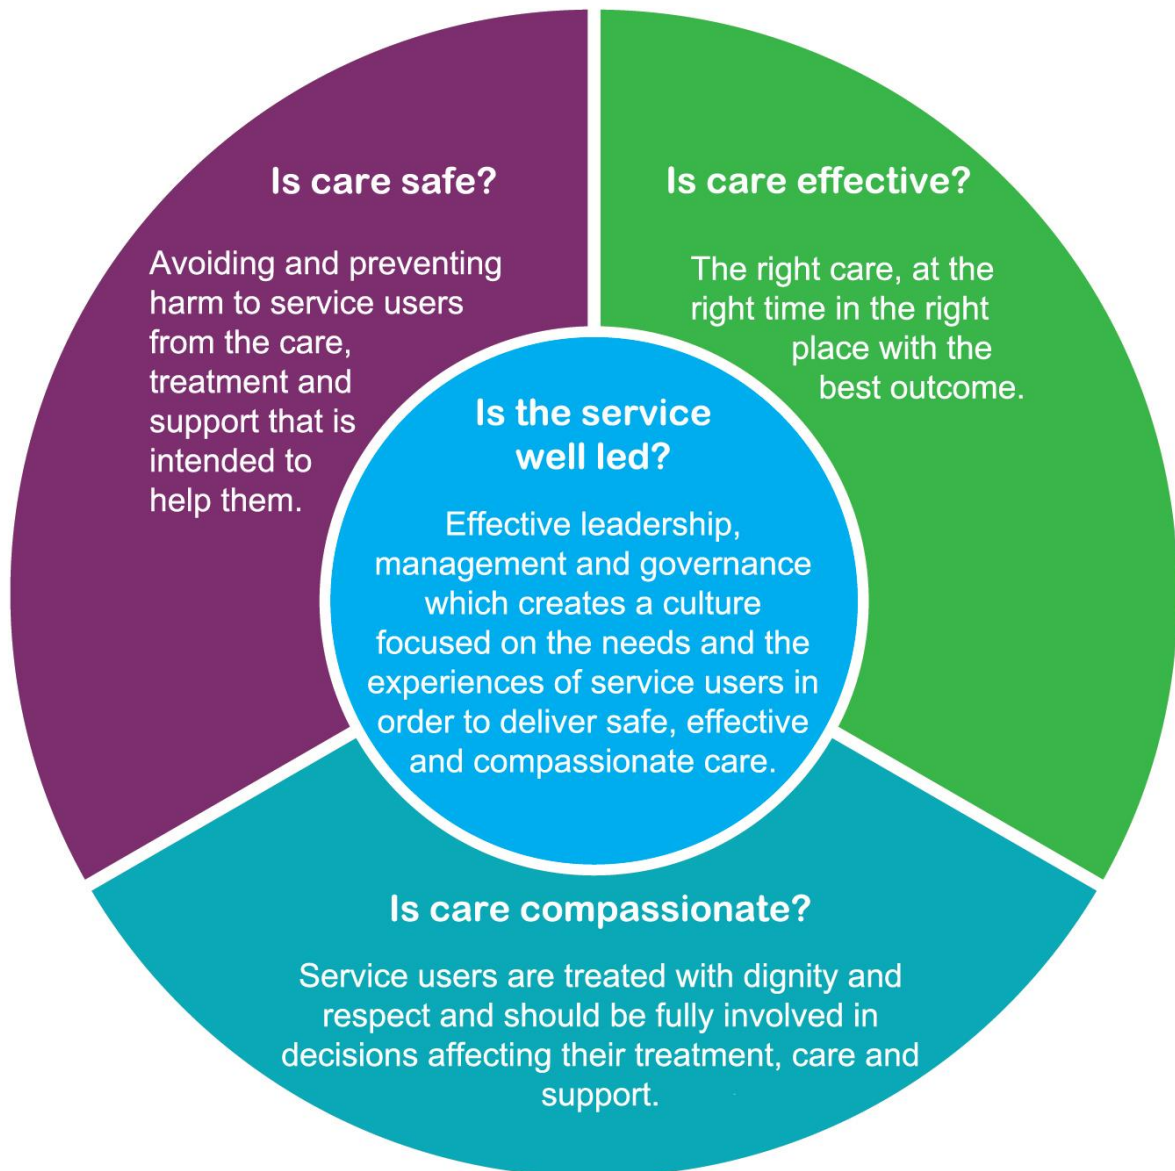 Is care safe?
Avoiding and preventing
harm to service users
from the care,
treatment and
support that is
intended to
help them.
Is care effective?
The right care, at the
right time in the right
place with the
best outcome.
Is the service
well led?
Effective leadership,
management and governance
which creates a culture
focused on the needs and the
experiences of service users in
order to deliver safe, effective
and compassionate care.
Is care compassionate?
Service users are treated with dignity and
respect and should be fully involved in
decisions affecting their treatment, care and
support.